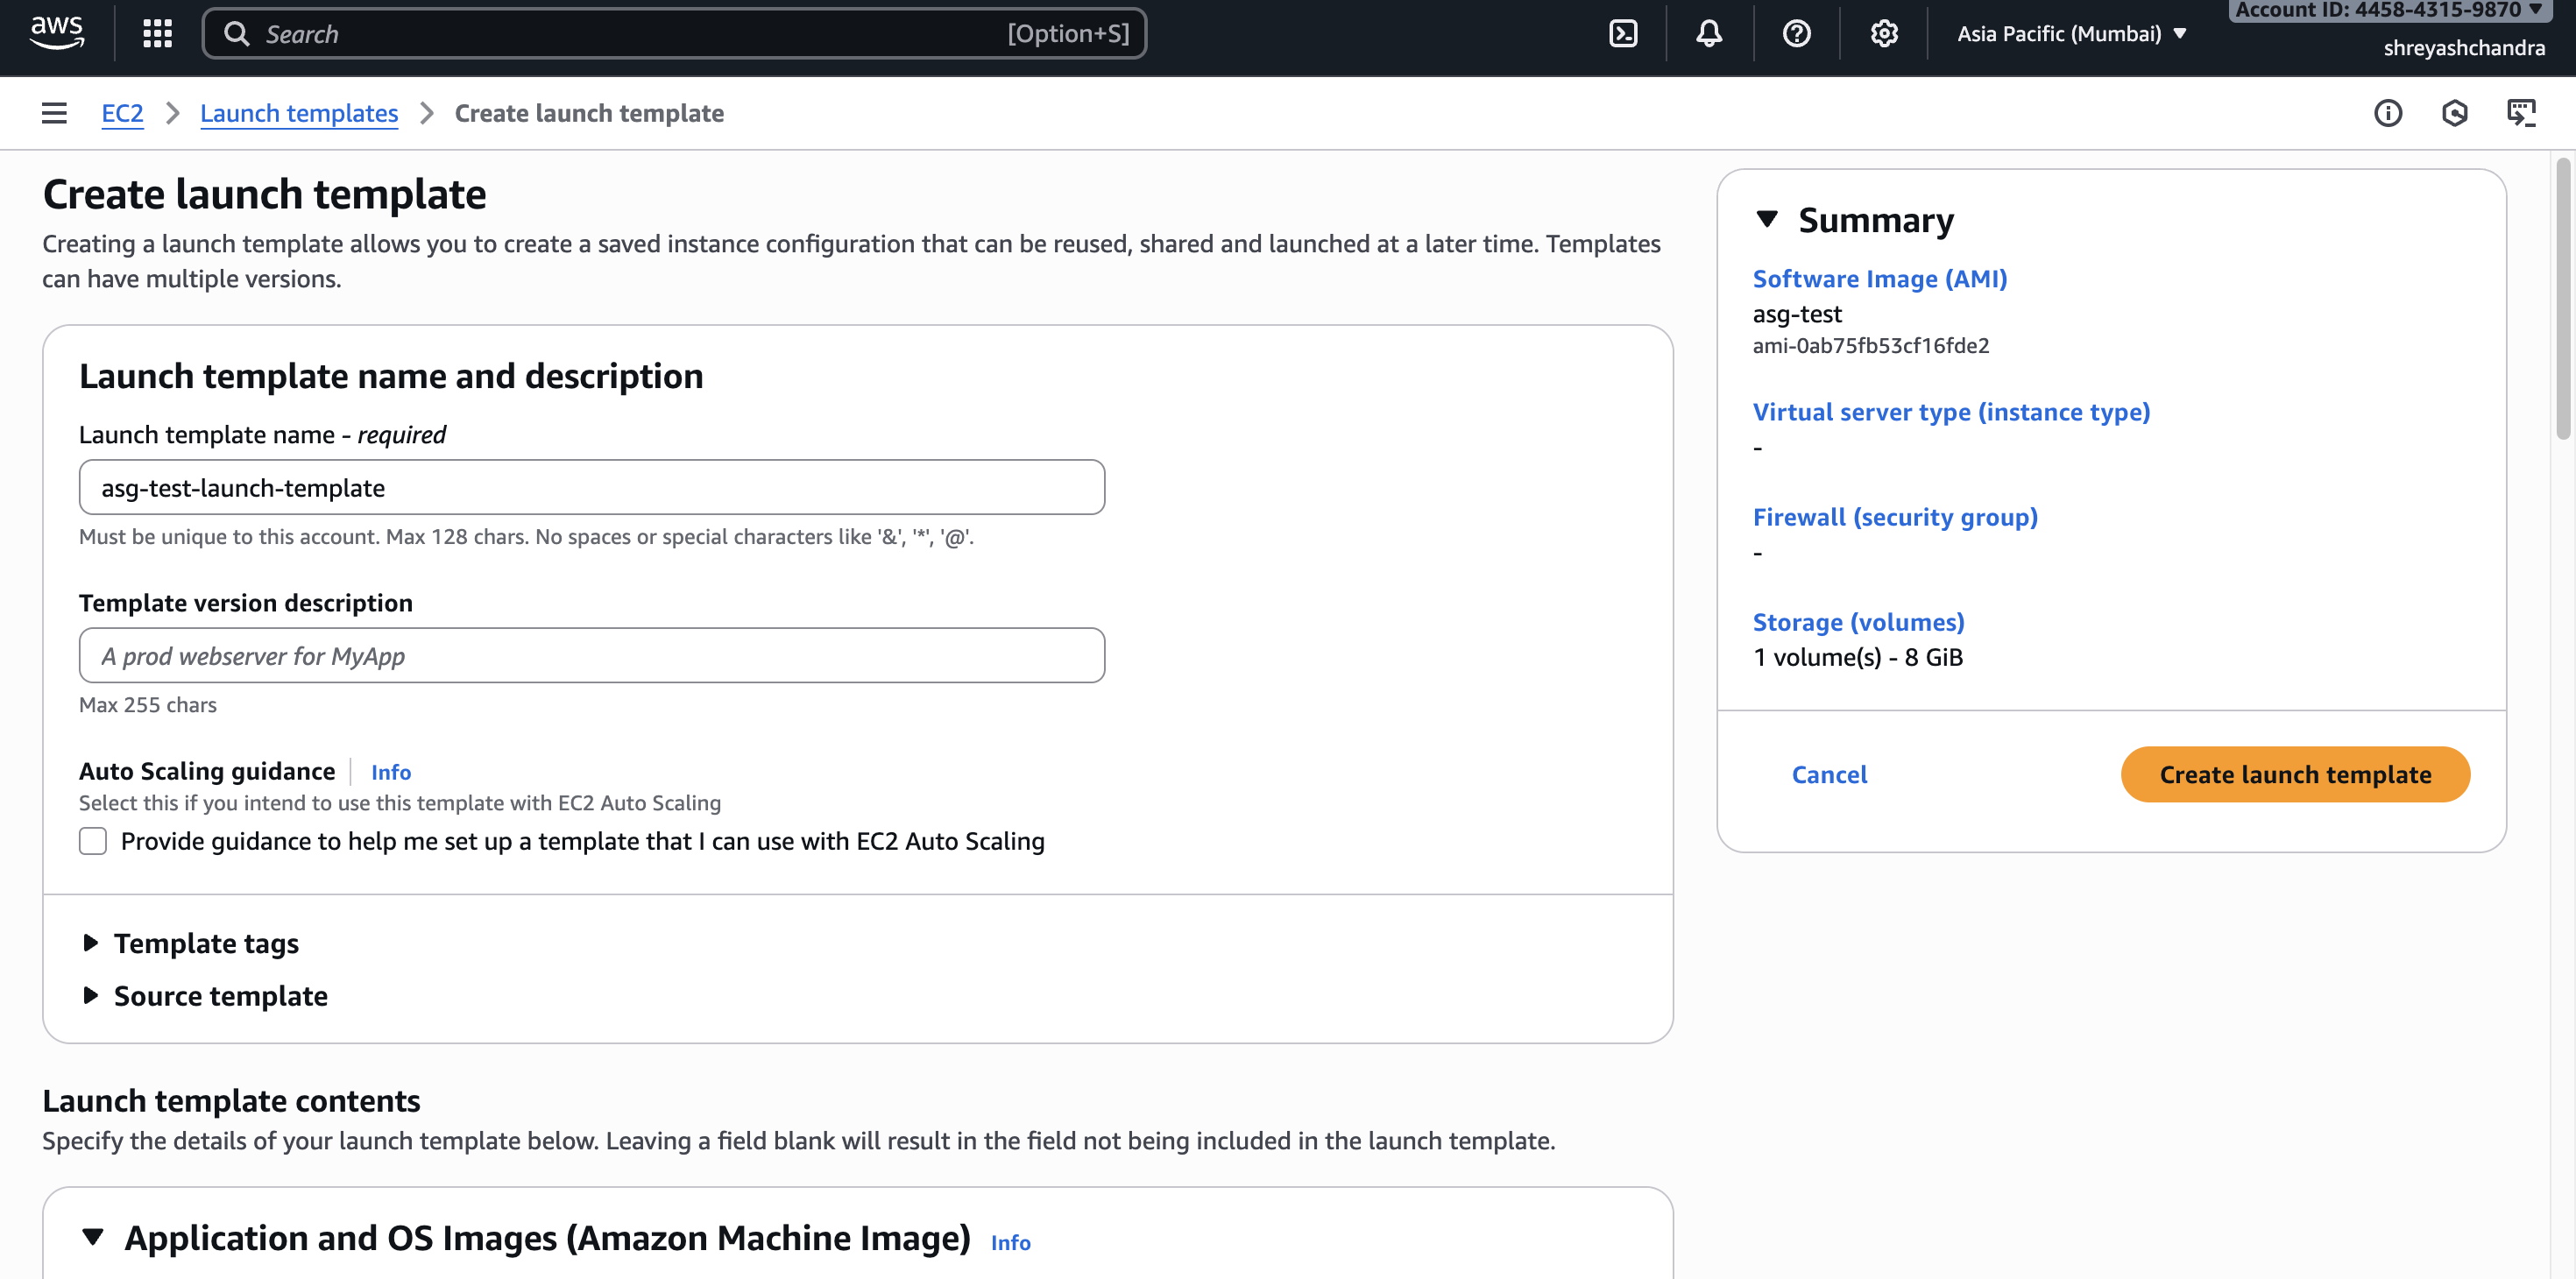 aws
Search
[Option+S]
Asia Pacific (Mumbai)
Account ID: 4458-4315-9870
shreyashchandra
EC2
Launch templates
Create launch template
Create launch template
Creating a launch template allows you to create a saved instance configuration that can be reused, shared and launched at a later time. Templates
can have multiple versions.
Launch template name and description
Launch template name - required
asg-test-launch-template
Must be unique to this account. Max 128 chars. No spaces or special characters like '&', '*', '@'.
Template version description
A prod webserver for MyApp
Max 255 chars
Auto Scaling guidance
Info
Select this if you intend to use this template with EC2 Auto Scaling
Provide guidance to help me set up a template that I can use with EC2 Auto Scaling
Template tags
Source template
Launch template contents
Specify the details of your launch template below. Leaving a field blank will result in the field not being included in the launch template.
Application and OS Images (Amazon Machine Image)
Info
Summary
Software Image (AMI)
asg-test
ami-0ab75fb53cf16fde2
Virtual server type (instance type)
-
Firewall (security group)
-
Storage (volumes)
1 volume(s) - 8 GiB
Cancel
Create launch template